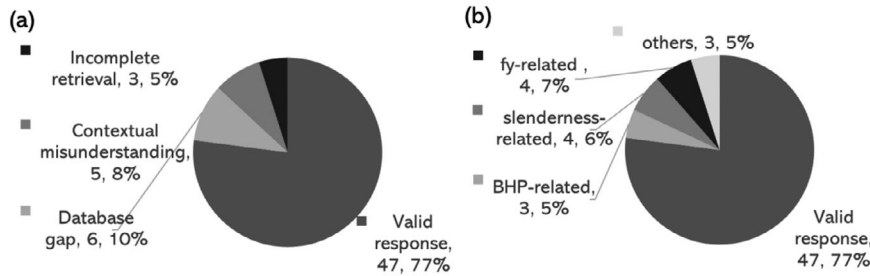 (a)
Incomplete
retrieval, 3, 5%
Contextual
misunderstanding,
5, 8%
Database
gap, 6, 10%
Valid
response,
47, 77%
(b)
others, 3, 5%
fy-related ,
4, 7%
slenderness-
related, 4, 6%
BHP-related,
3, 5%
Valid
response,
47, 77%